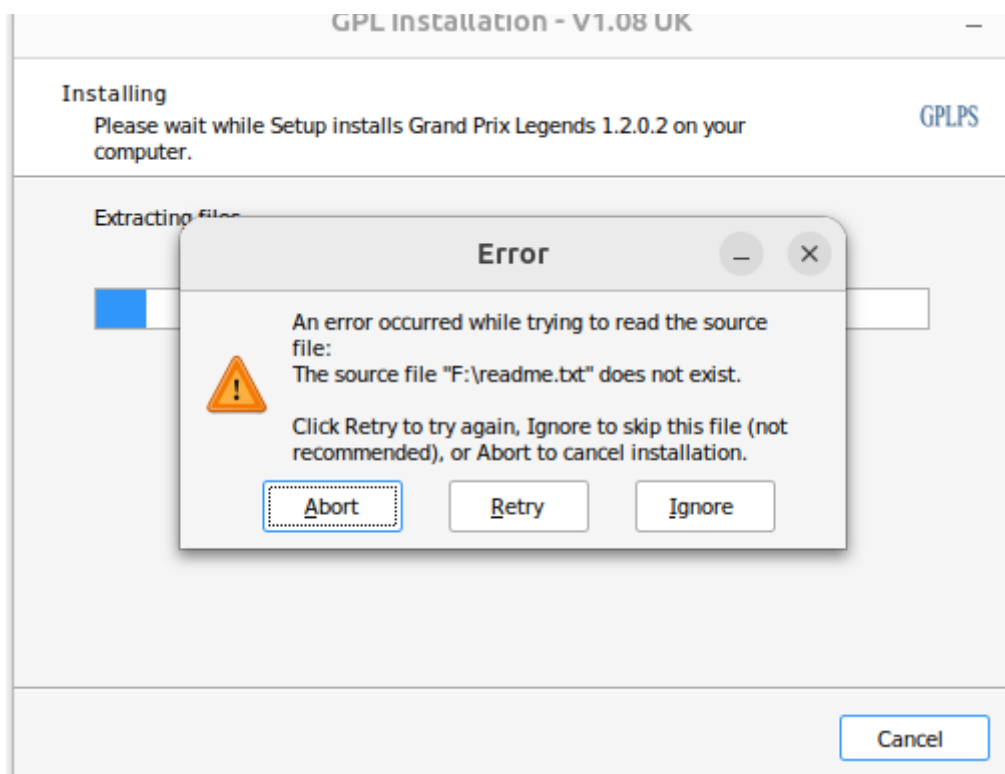 GPL Installation - V1.08 UK
Installing
Please wait while Setup installs Grand Prix Legends 1.2.0.2 on your
computer.
GPLPS
Extracting files
Error
An error occurred while trying to read the source
file:
The source file "F:\readme.txt" does not exist.
Click Retry to try again, Ignore to skip this file (not
recommended), or Abort to cancel installation.
Abort
Retry
Ignore
Cancel